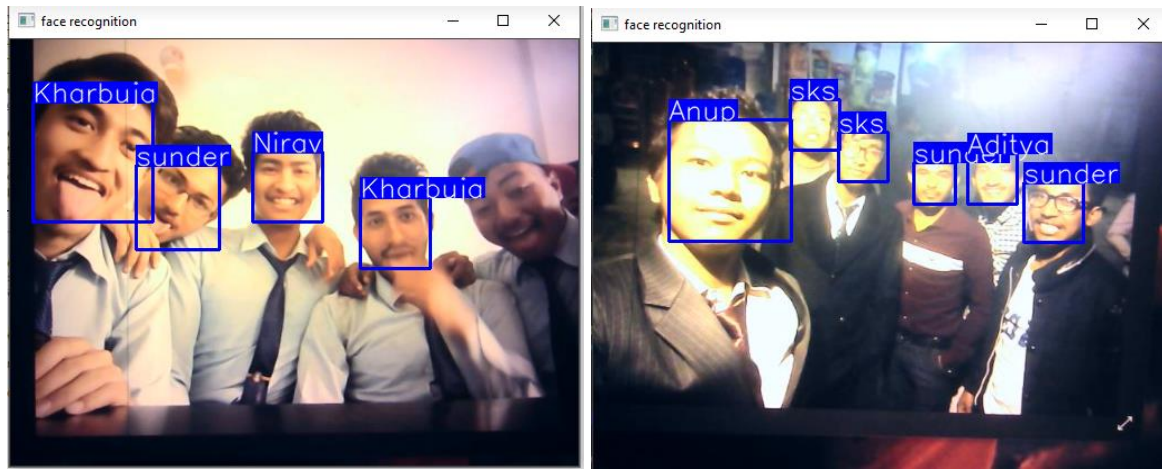 face recognition
Kharbuja
sunder
Nirav
Kharbuja
face recognition
Anup
sks
sks
sunder
Aditya
sunder